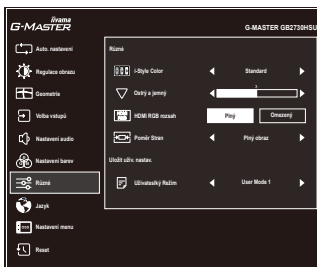 iiyama
G-MASTER
G-MASTER GB2730HSU
Auto. nastavení
Regulace obrazu
Geometrie
Volba vstupů
Nastavení audio
Nastavení barev
Různé
Jazyk
Nastavení menu
Reset
Různé
i-Style Color
Standard
Ostrý a jemný
3
HDMI RGB rozsah
Plný
Omezený
Poměr Stran
Plný obraz
Uložit uživ. nastav.
Uživateslký Režim
User Mode 1